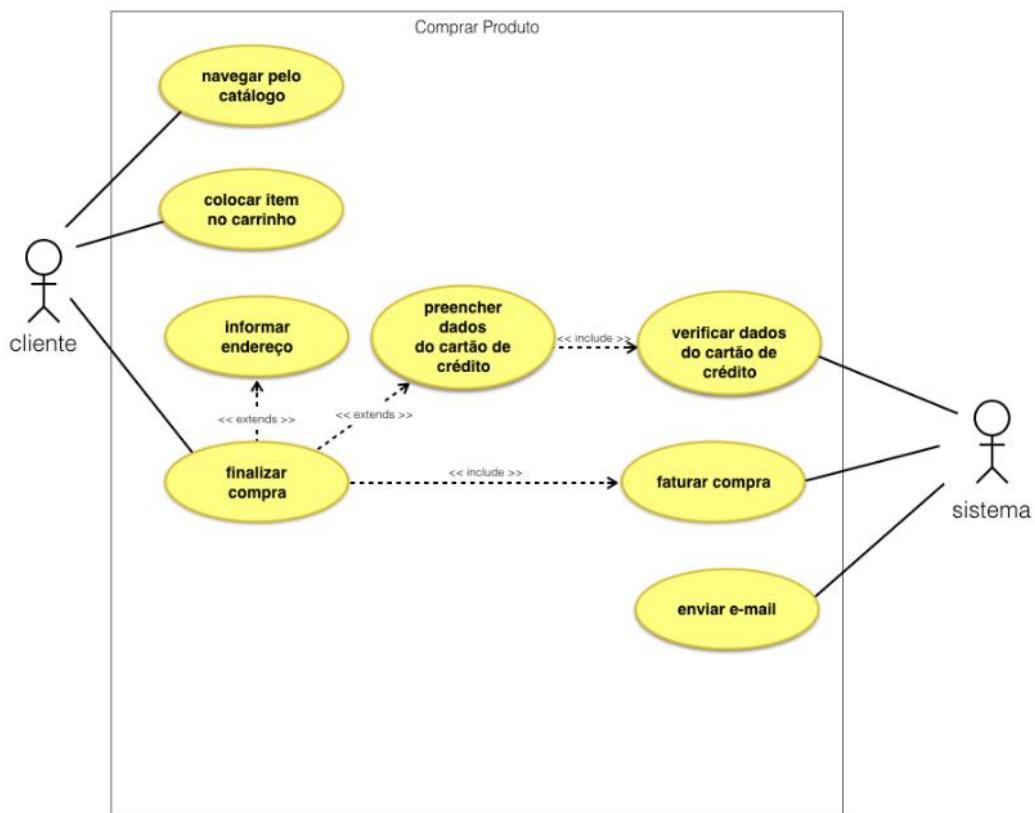 Comprar Produto
navegar pelo
catálogo
colocar item
no carrinho
cliente
informar
endereço
preencher
dados
do cartão de
crédito
<< include >>
verificar dados
do cartão de
crédito
<< extends >>
<< extends >>
finalizar
compra
<< include >>
faturar compra
sistema
enviar e-mail